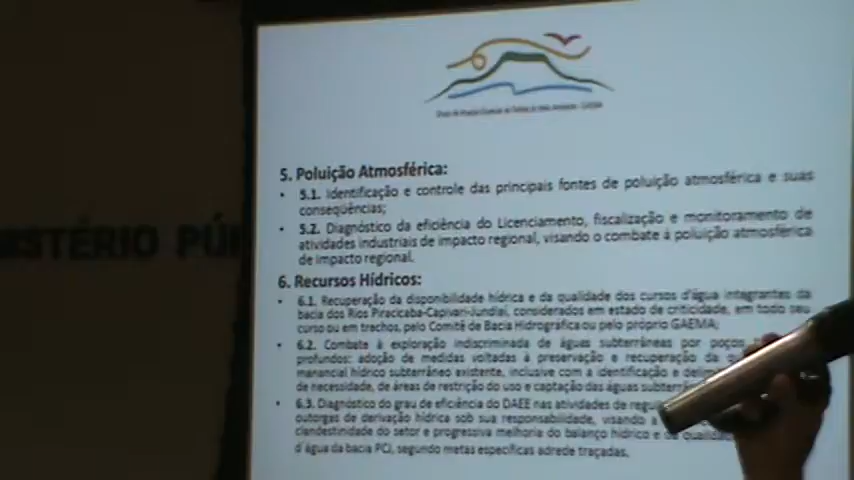 5. Poluição Atmosférica:
• 5.1. Identificação e controle das principais fontes de poluição atmosférica e suas
conseqüências;
• 5.2. Diagnóstico da eficiência do Licenciamento, fiscalização e monitoramento de
atividades industriais de impacto regional, visando o combate à poluição atmosférica
de impacto regional.
ISTÉRIO PÚ
6. Recursos Hídricos:
• 6.1. Recuperação da disponibilidade hídrica e da qualidade dos cursos d'água integrantes da
bacia dos Rios Piracicaba-Capivari-Jundiaí, considerados em estado de criticidade, em todo seu
curso ou em trechos, pelo Comitê de Bacia Hidrográfica ou pelo próprio GAEMA;
• 6.2. Combate à exploração indiscriminada de águas subterrâneas por poços
profundos: adoção de medidas voltadas à preservação e recuperação da
manancial hídrico subterrâneo existente, inclusive com a identificação e
de necessidade, de áreas de restrição do uso e captação das águas
• 6.3. Diagnóstico do grau de eficiência do DAEE nas atividades de
outorgas de derivação hídrica sob sua responsabilidade, visando a
clandestinidade do setor e progressiva melhoria do balanço hídrico e
d'água da bacia PCJ, segundo metas específicas adrede traçadas.